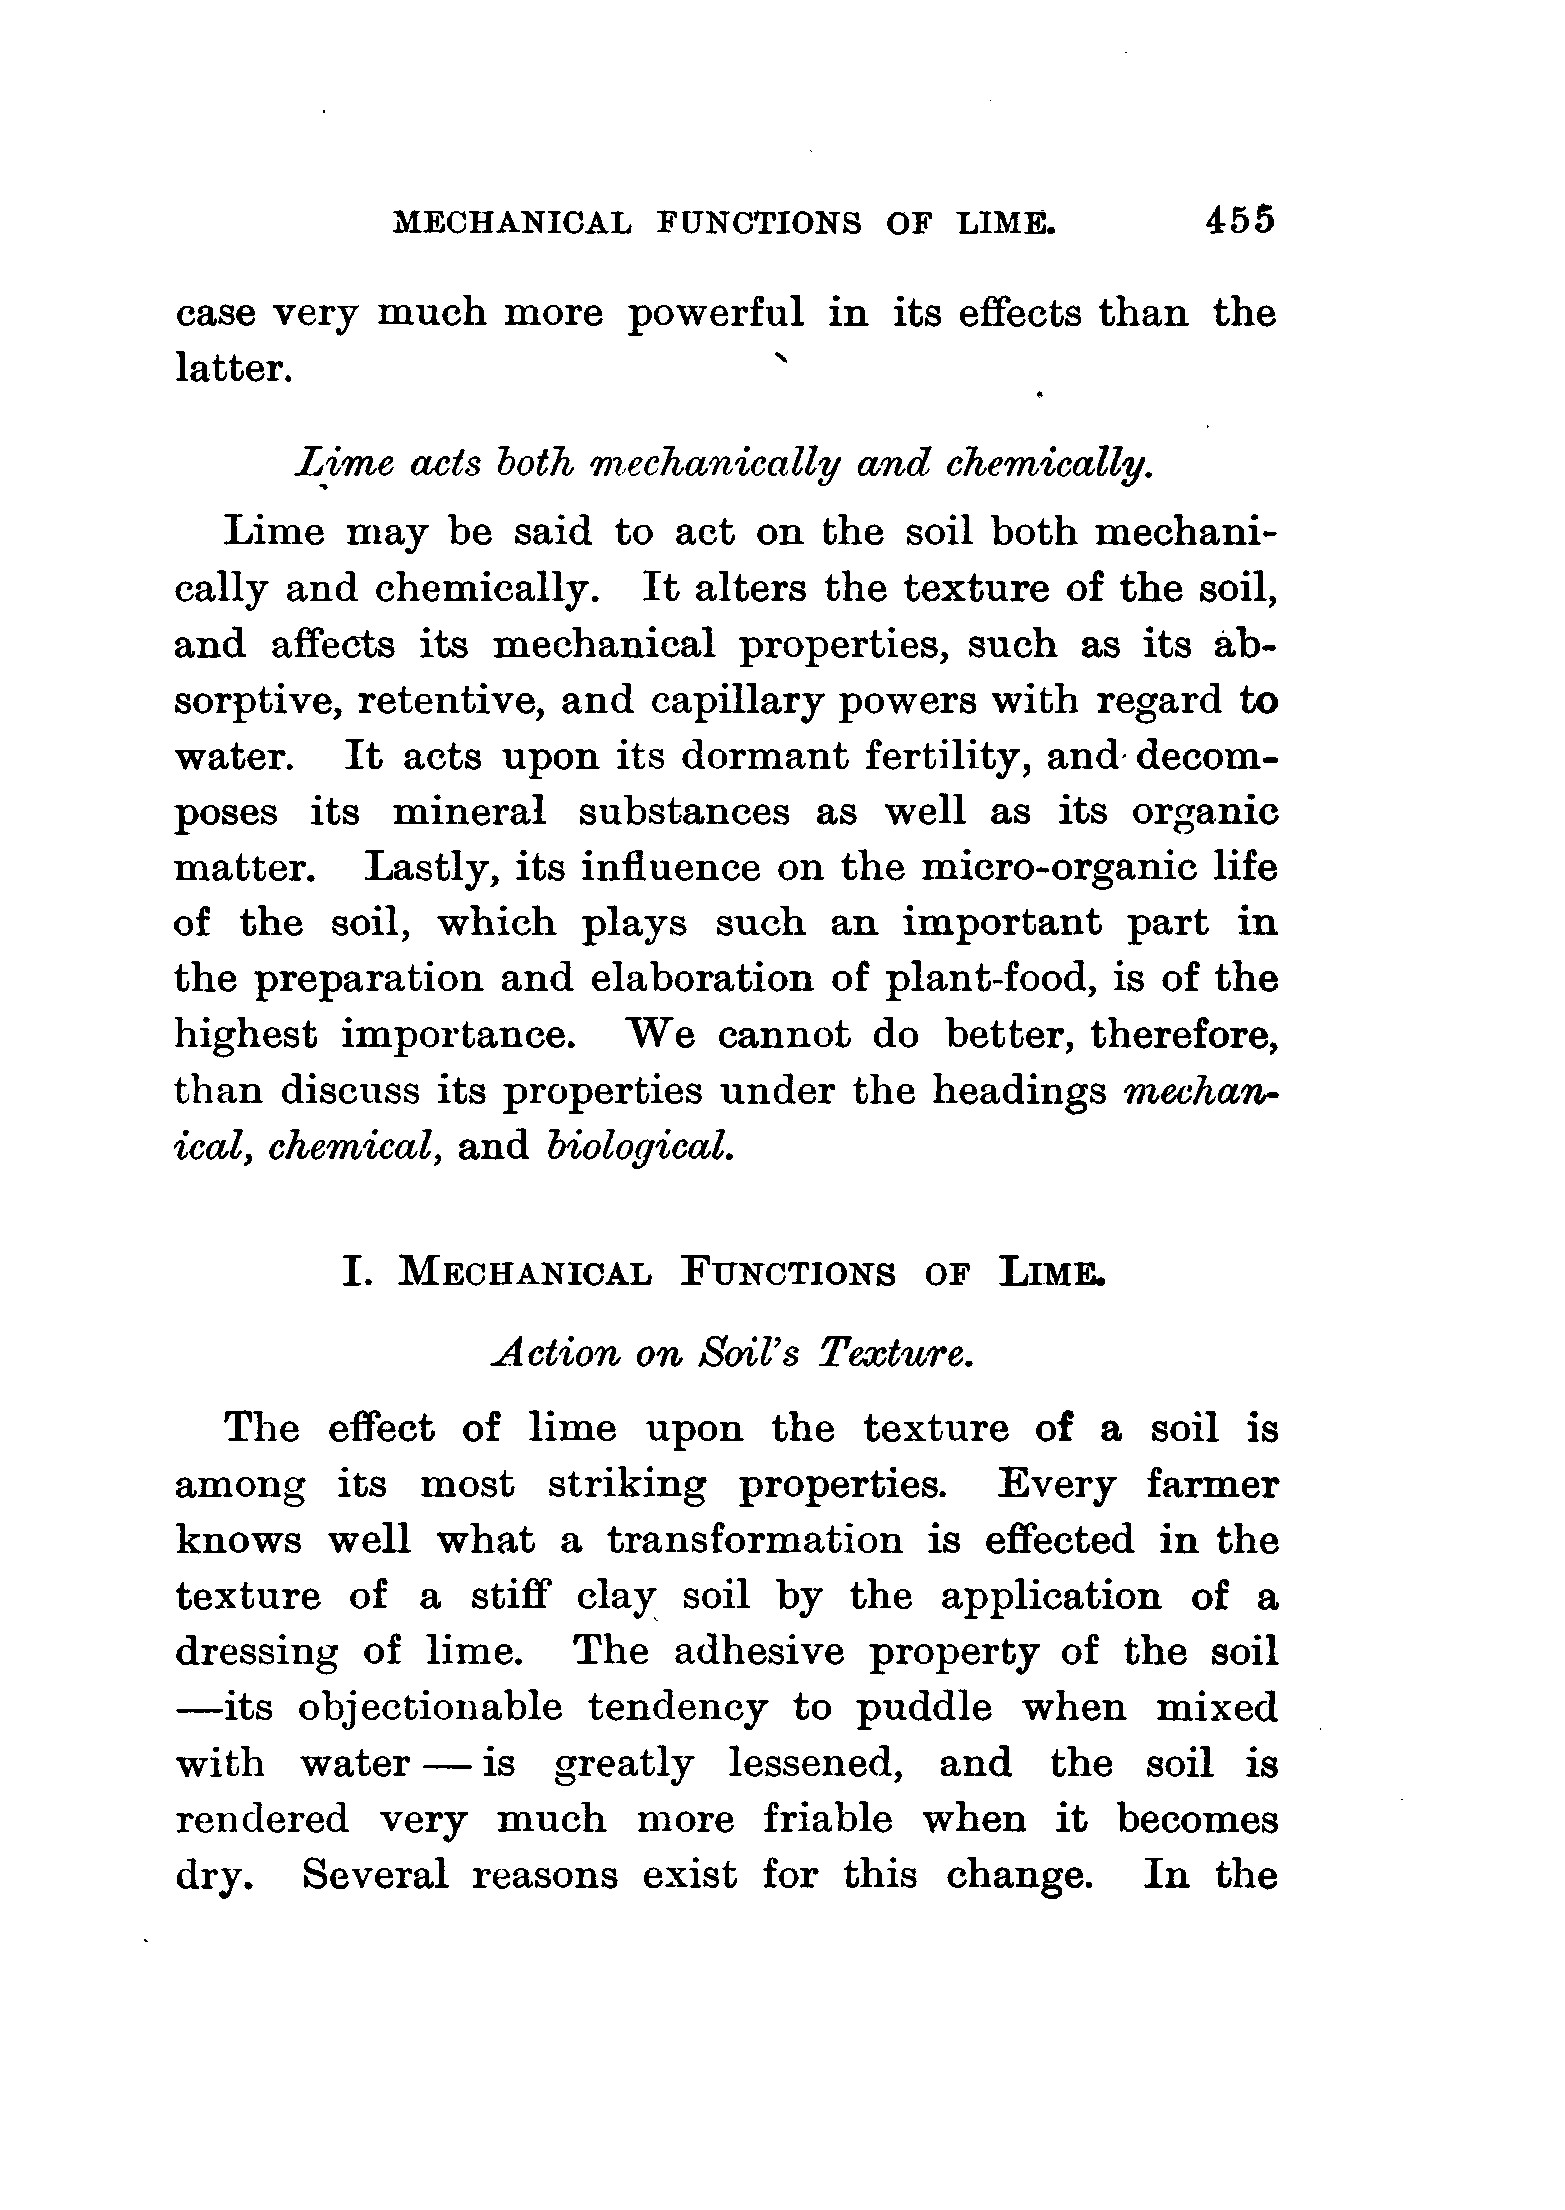 MECHANICAL FUNCTIONS OF LIME. 455
case very much more powerful in its effects than the
latter.
Lime acts both mechanically and chemically.
Lime may be said to act on the soil both mechani-
cally and chemically. It alters the texture of the soil,
and affects its mechanical properties, such as its ab-
sorptive, retentive, and capillary powers with regard to
water. It acts upon its dormant fertility, and decom-
poses its mineral substances as well as its organic
matter. Lastly, its influence on the micro-organic life
of the soil, which plays such an important part in
the preparation and elaboration of plant-food, is of the
highest importance. We cannot do better, therefore,
than discuss its properties under the headings mechan-
ical, chemical, and biological.
I. MECHANICAL FUNCTIONS OF LIME.
Action on Soil's Texture.
The effect of lime upon the texture of a soil is
among its most striking properties. Every farmer
knows well what a transformation is effected in the
texture of a stiff clay soil by the application of a
dressing of lime. The adhesive property of the soil
—its objectionable tendency to puddle when mixed
with water — is greatly lessened, and the soil is
rendered very much more friable when it becomes
dry. Several reasons exist for this change. In the